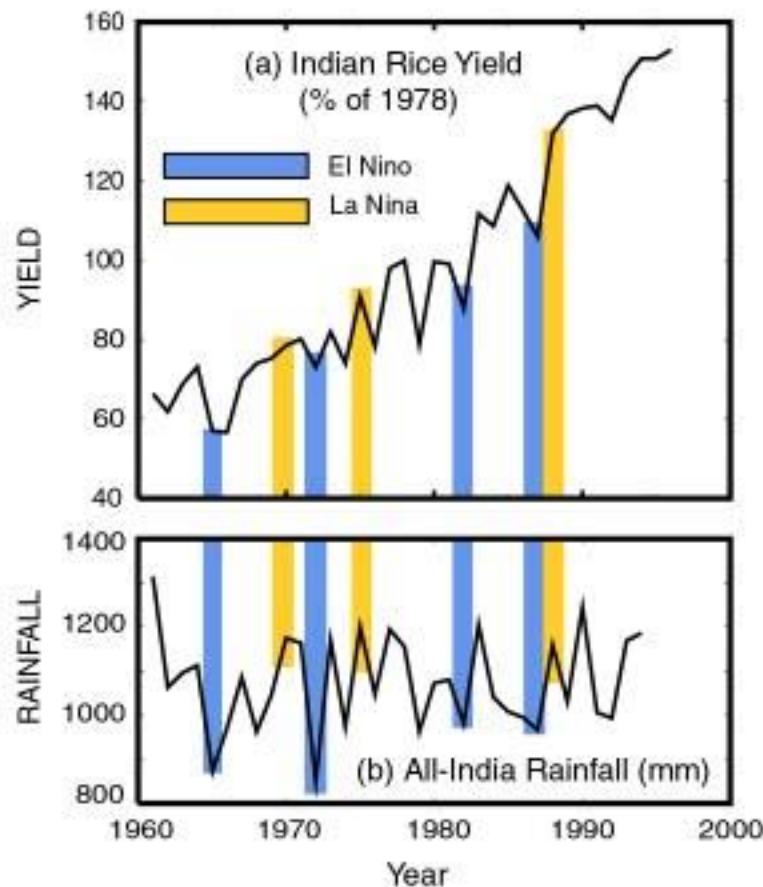 160
140
120
100
80
60
40
YIELD
(a) Indian Rice Yield
(% of 1978)
El Nino
La Nina
1400
1200
1000
800
RAINFALL
(b) All-India Rainfall (mm)
1960
1970
1980
1990
2000
Year